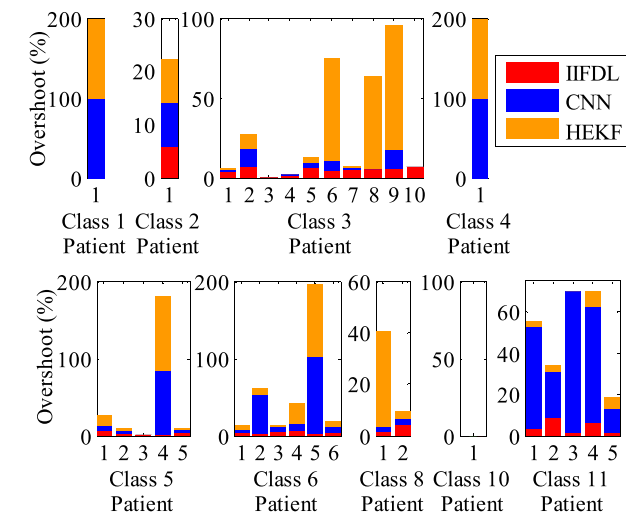 Overshoot (%)
200
100
0
1
Class 1
Patient
30
20
10
0
1
Class 2
Patient
100
50
0
1 2 3 4 5 6 7 8 9 10
Class 3
Patient
200
100
0
1
Class 4
Patient
IIFDL
CNN
HEKF
Overshoot (%)
200
100
0
1 2 3 4 5
Class 5
Patient
200
100
0
1 2 3 4 5 6
Class 6
Patient
60
40
20
0
1 2
Class 8
Patient
100
50
0
1
Class 10
Patient
60
40
20
0
1 2 3 4 5
Class 11
Patient